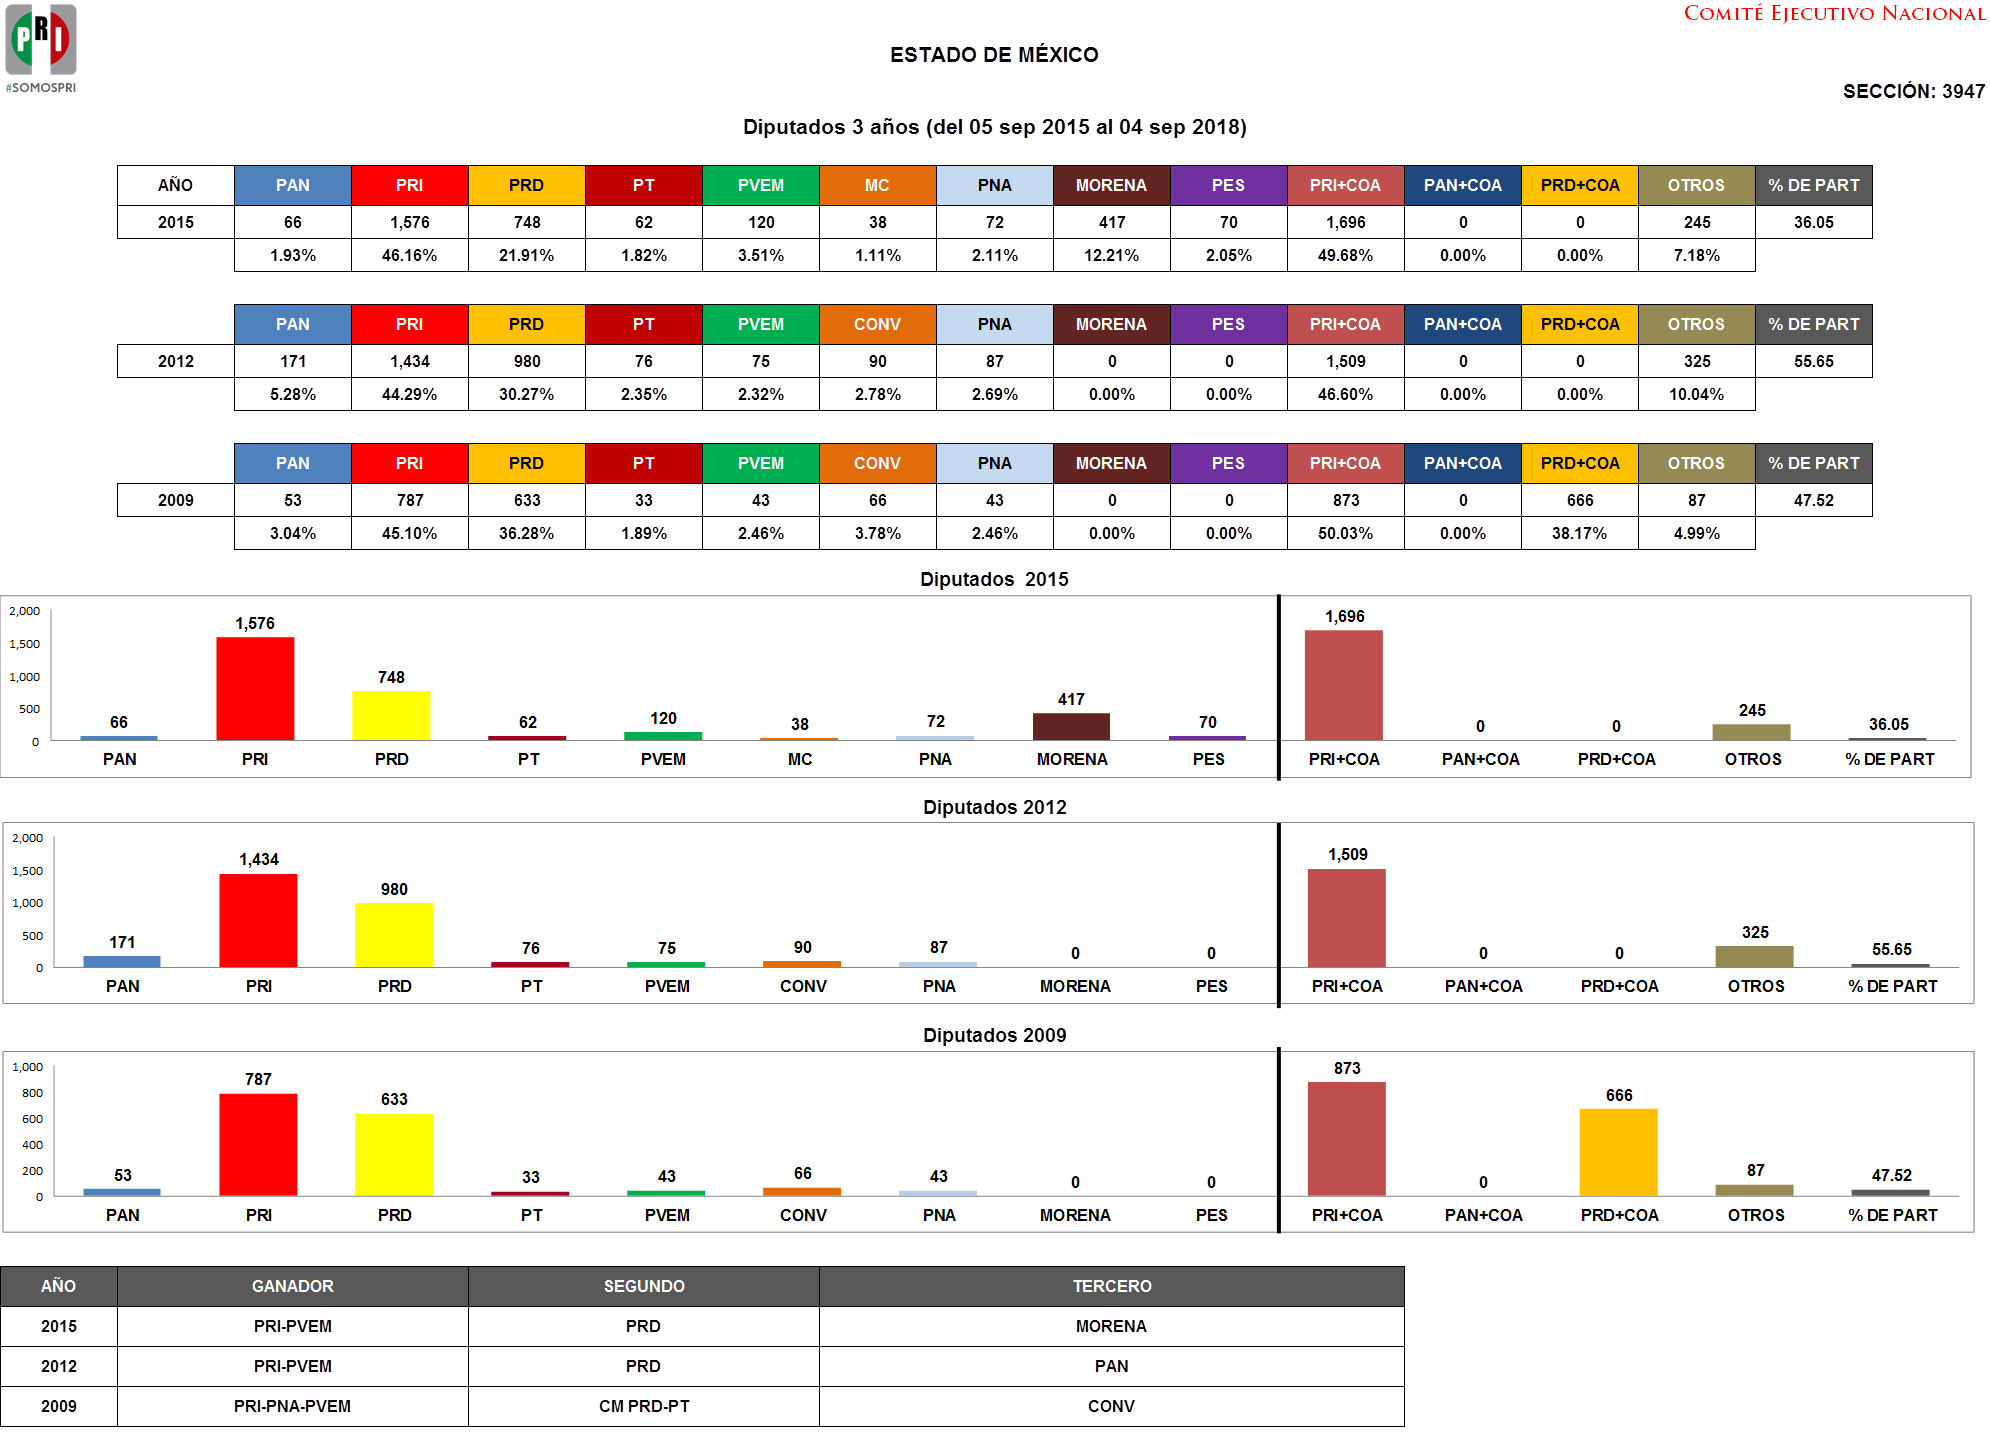 PRI
#SOMOSPRI
COMITÉ EJECUTIVO NACIONAL
ESTADO DE MÉXICO
SECCIÓN: 3947
Diputados 3 años (del 05 sep 2015 al 04 sep 2018)
AÑO PAN PRI PRD PT PVEM MC PNA MORENA PES PRI+COA PAN+COA PRD+COA OTROS % DE PART
2015 66 1,576 748 62 120 38 72 417 70 1,696 0 0 245 36.05
1.93% 46.16% 21.91% 1.82% 3.51% 1.11% 2.11% 12.21% 2.05% 49.68% 0.00% 0.00% 7.18%
PAN PRI PRD PT PVEM CONV PNA MORENA PES PRI+COA PAN+COA PRD+COA OTROS % DE PART
2012 171 1,434 980 76 75 90 87 0 0 1,509 0 0 325 55.65
5.28% 44.29% 30.27% 2.35% 2.32% 2.78% 2.69% 0.00% 0.00% 46.60% 0.00% 0.00% 10.04%
PAN PRI PRD PT PVEM CONV PNA MORENA PES PRI+COA PAN+COA PRD+COA OTROS % DE PART
2009 53 787 633 33 43 66 43 0 0 873 0 666 87 47.52
3.04% 45.10% 36.28% 1.89% 2.46% 3.78% 2.46% 0.00% 0.00% 50.03% 0.00% 38.17% 4.99%
Diputados 2015
2,000
1,500
1,000
500
0
66 1,576 748 62 120 38 72 417 70 1,696 0 0 245 36.05
PAN PRI PRD PT PVEM MC PNA MORENA PES PRI+COA PAN+COA PRD+COA OTROS % DE PART
Diputados 2012
2,000
1,500
1,000
500
0
171 1,434 980 76 75 90 87 0 0 1,509 0 0 325 55.65
PAN PRI PRD PT PVEM CONV PNA MORENA PES PRI+COA PAN+COA PRD+COA OTROS % DE PART
Diputados 2009
1,000
800
600
400
200
0
53 787 633 33 43 66 43 0 0 873 0 666 87 47.52
PAN PRI PRD PT PVEM CONV PNA MORENA PES PRI+COA PAN+COA PRD+COA OTROS % DE PART
AÑO GANADOR SEGUNDO TERCERO
2015 PRI-PVEM PRD MORENA
2012 PRI-PVEM PRD PAN
2009 PRI-PNA-PVEM CM PRD-PT CONV